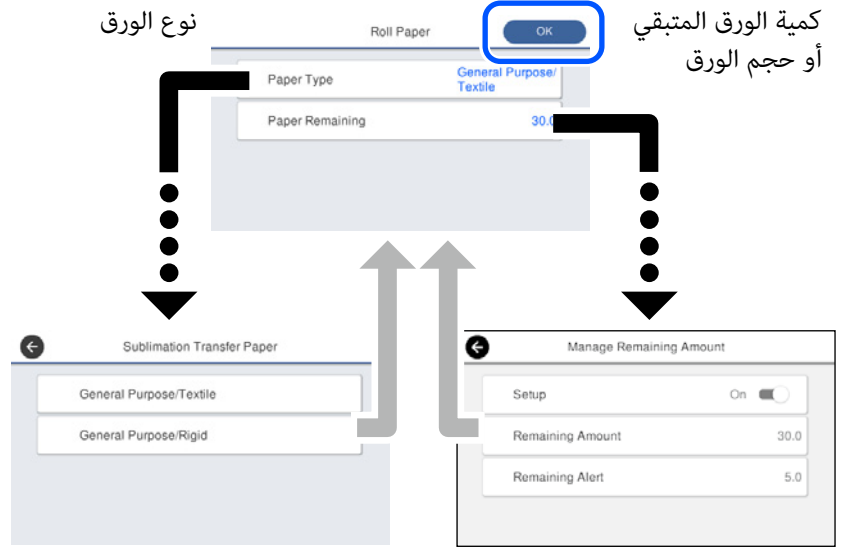 نوع الورق
كمية الورق المتبقي
أو حجم الورق
Roll Paper
OK
Paper Type
General Purpose/
Textile
Paper Remaining
30.0
Sublimation Transfer Paper
General Purpose/Textile
General Purpose/Rigid
Manage Remaining Amount
Setup
On
Remaining Amount
30.0
Remaining Alert
5.0